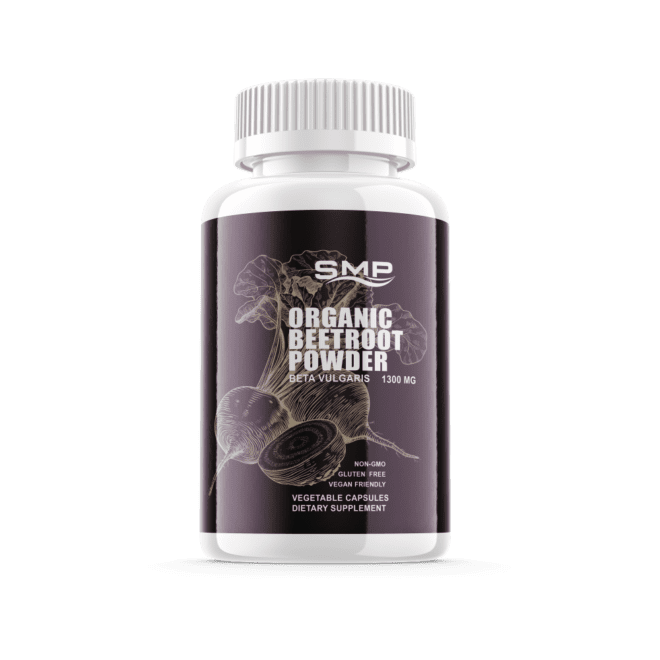 SMP
ORGANIC
BEETROOT
POWDER
BETA VULGARIS 1300 MG
NON-GMO
GLUTEN FREE
VEGAN FRIENDLY
VEGETABLE CAPSULES
DIETARY SUPPLEMENT